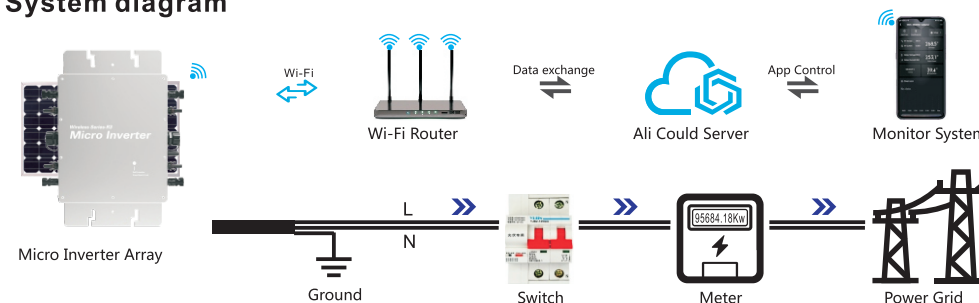 System diagram
Wi-Fi
Data exchange
App Control
Micro Inverter
Wi-Fi Router
Ali Could Server
Monitor System
L
N
95684.18Kw
Micro Inverter Array
Ground
Switch
Meter
Power Grid